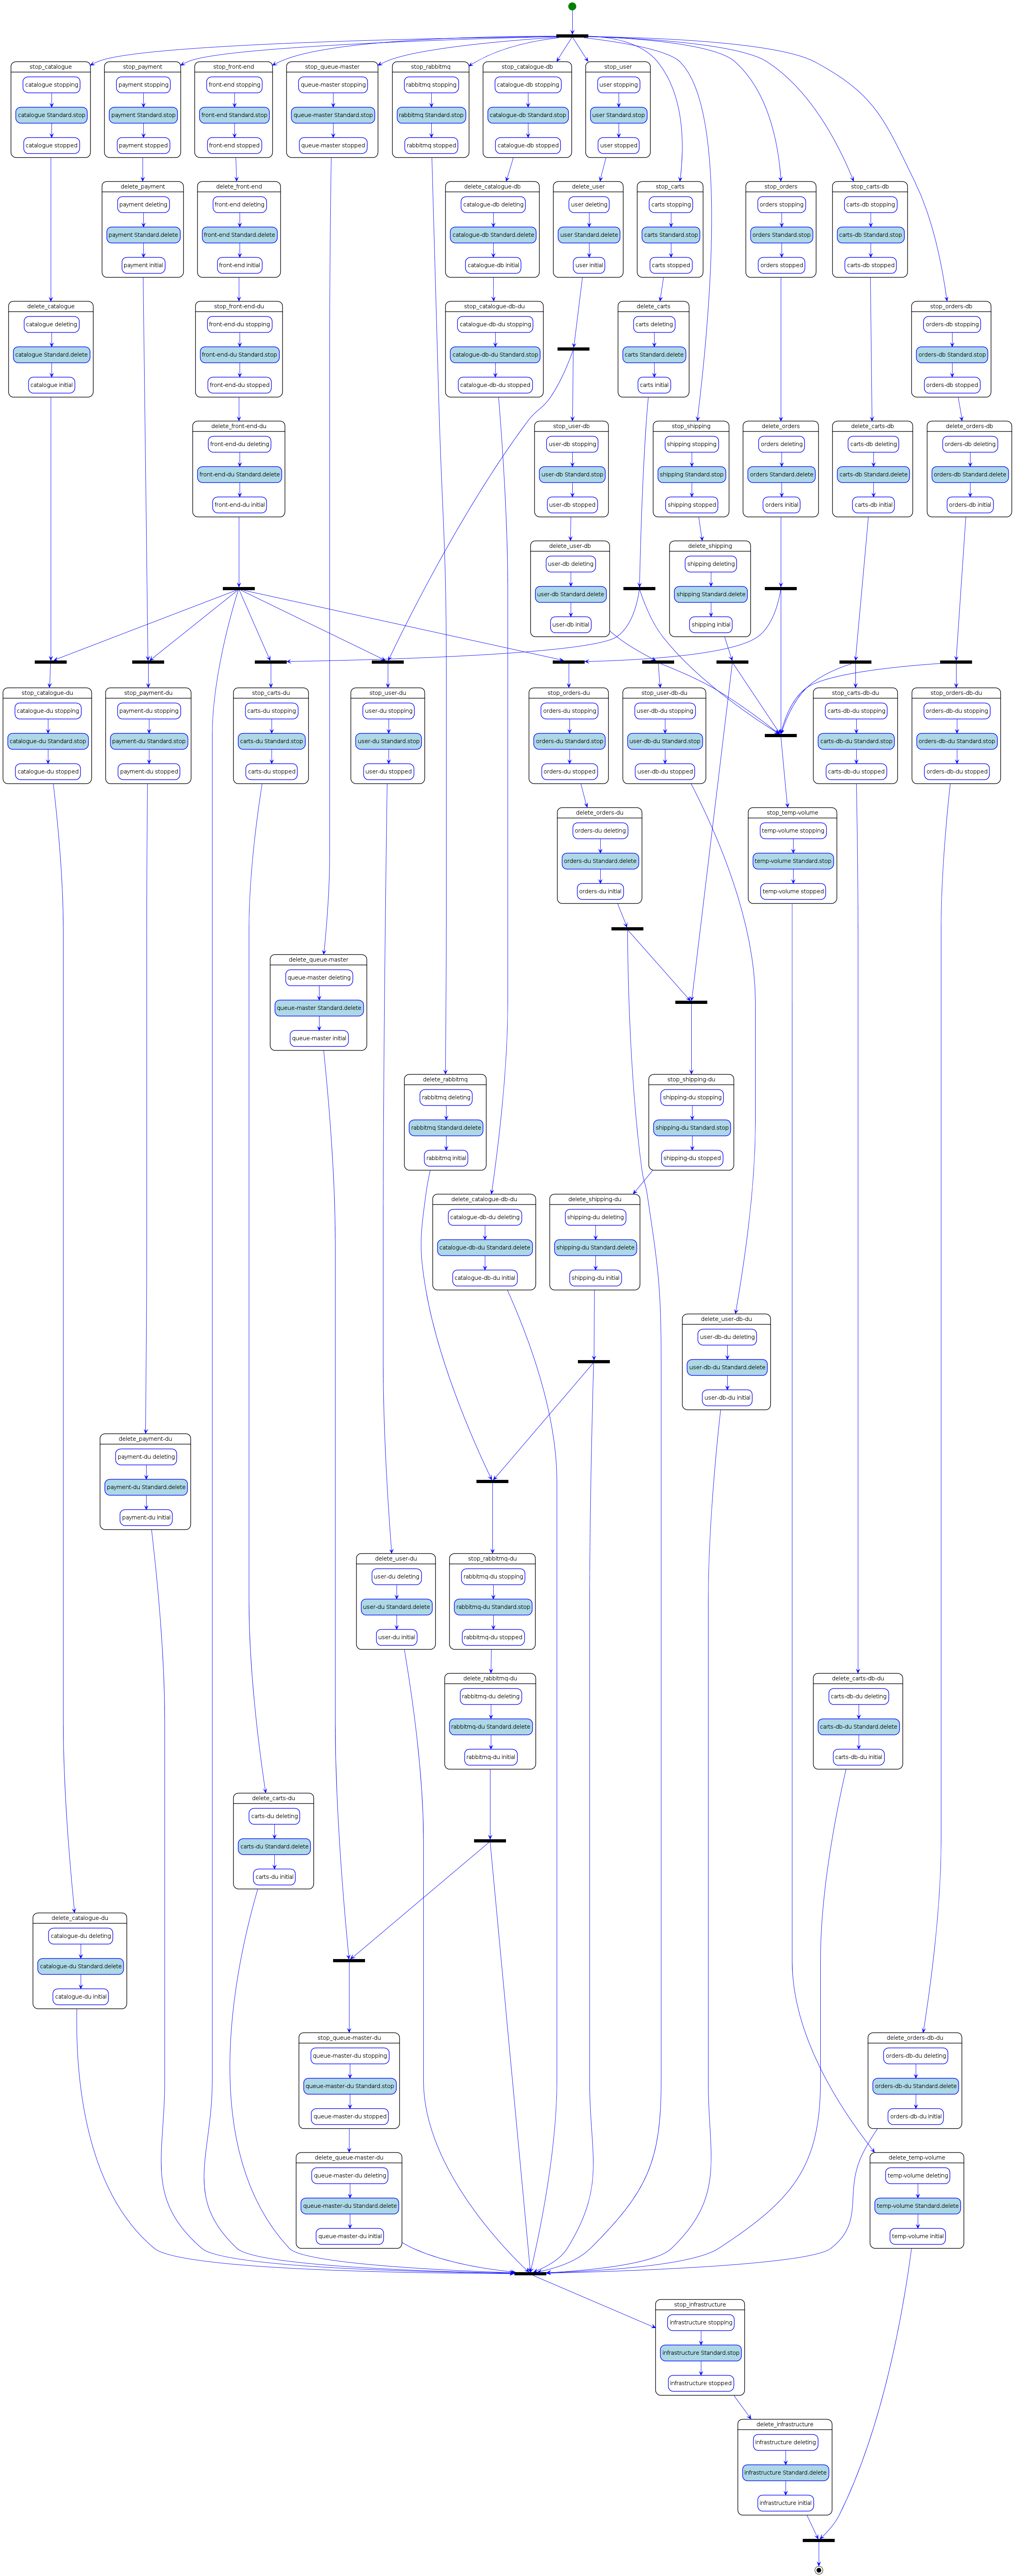 stop_catalogue
catalogue stopping
catalogue Standard.stop
catalogue stopped
stop_payment
payment stopping
payment Standard.stop
payment stopped
stop_front-end
front-end stopping
front-end Standard.stop
front-end stopped
stop_queue-master
queue-master stopping
queue-master Standard.stop
queue-master stopped
stop_rabbitmq
rabbitmq stopping
rabbitmq Standard.stop
rabbitmq stopped
stop_catalogue-db
catalogue-db stopping
catalogue-db Standard.stop
catalogue-db stopped
stop_user
user stopping
user Standard.stop
user stopped
delete_payment
payment deleting
payment Standard.delete
payment initial
delete_front-end
front-end deleting
front-end Standard.delete
front-end initial
delete_catalogue-db
catalogue-db deleting
catalogue-db Standard.delete
catalogue-db initial
delete_user
user deleting
user Standard.delete
user initial
stop_carts
carts stopping
carts Standard.stop
carts stopped
stop_orders
orders stopping
orders Standard.stop
orders stopped
stop_carts-db
carts-db stopping
carts-db Standard.stop
carts-db stopped
delete_catalogue
catalogue deleting
catalogue Standard.delete
catalogue initial
stop_front-end-du
front-end-du stopping
front-end-du Standard.stop
front-end-du stopped
stop_catalogue-db-du
catalogue-db-du stopping
catalogue-db-du Standard.stop
catalogue-db-du stopped
delete_carts
carts deleting
carts Standard.delete
carts initial
stop_orders-db
orders-db stopping
orders-db Standard.stop
orders-db stopped
delete_front-end-du
front-end-du deleting
front-end-du Standard.delete
front-end-du initial
stop_user-db
user-db stopping
user-db Standard.stop
user-db stopped
stop_shipping
shipping stopping
shipping Standard.stop
shipping stopped
delete_orders
orders deleting
orders Standard.delete
orders initial
delete_carts-db
carts-db deleting
carts-db Standard.delete
carts-db initial
delete_orders-db
orders-db deleting
orders-db Standard.delete
orders-db initial
delete_user-db
user-db deleting
user-db Standard.delete
user-db initial
delete_shipping
shipping deleting
shipping Standard.delete
shipping initial
stop_catalogue-du
catalogue-du stopping
catalogue-du Standard.stop
catalogue-du stopped
stop_payment-du
payment-du stopping
payment-du Standard.stop
payment-du stopped
stop_carts-du
carts-du stopping
carts-du Standard.stop
carts-du stopped
stop_user-du
user-du stopping
user-du Standard.stop
user-du stopped
stop_orders-du
orders-du stopping
orders-du Standard.stop
orders-du stopped
stop_user-db-du
user-db-du stopping
user-db-du Standard.stop
user-db-du stopped
stop_carts-db-du
carts-db-du stopping
carts-db-du Standard.stop
carts-db-du stopped
stop_orders-db-du
orders-db-du stopping
orders-db-du Standard.stop
orders-db-du stopped
delete_orders-du
orders-du deleting
orders-du Standard.delete
orders-du initial
stop_temp-volume
temp-volume stopping
temp-volume Standard.stop
temp-volume stopped
delete_queue-master
queue-master deleting
queue-master Standard.delete
queue-master initial
delete_rabbitmq
rabbitmq deleting
rabbitmq Standard.delete
rabbitmq initial
stop_shipping-du
shipping-du stopping
shipping-du Standard.stop
shipping-du stopped
delete_catalogue-db-du
catalogue-db-du deleting
catalogue-db-du Standard.delete
catalogue-db-du initial
delete_shipping-du
shipping-du deleting
shipping-du Standard.delete
shipping-du initial
delete_user-db-du
user-db-du deleting
user-db-du Standard.delete
user-db-du initial
delete_payment-du
payment-du deleting
payment-du Standard.delete
payment-du initial
delete_user-du
user-du deleting
user-du Standard.delete
user-du initial
stop_rabbitmq-du
rabbitmq-du stopping
rabbitmq-du Standard.stop
rabbitmq-du stopped
delete_rabbitmq-du
rabbitmq-du deleting
rabbitmq-du Standard.delete
rabbitmq-du initial
delete_carts-db-du
carts-db-du deleting
carts-db-du Standard.delete
carts-db-du initial
delete_carts-du
carts-du deleting
carts-du Standard.delete
carts-du initial
delete_catalogue-du
catalogue-du deleting
catalogue-du Standard.delete
catalogue-du initial
stop_queue-master-du
queue-master-du stopping
queue-master-du Standard.stop
queue-master-du stopped
delete_orders-db-du
orders-db-du deleting
orders-db-du Standard.delete
orders-db-du initial
delete_queue-master-du
queue-master-du deleting
queue-master-du Standard.delete
queue-master-du initial
delete_temp-volume
temp-volume deleting
temp-volume Standard.delete
temp-volume initial
stop_infrastructure
infrastructure stopping
infrastructure Standard.stop
infrastructure stopped
delete_infrastructure
infrastructure deleting
infrastructure Standard.delete
infrastructure initial